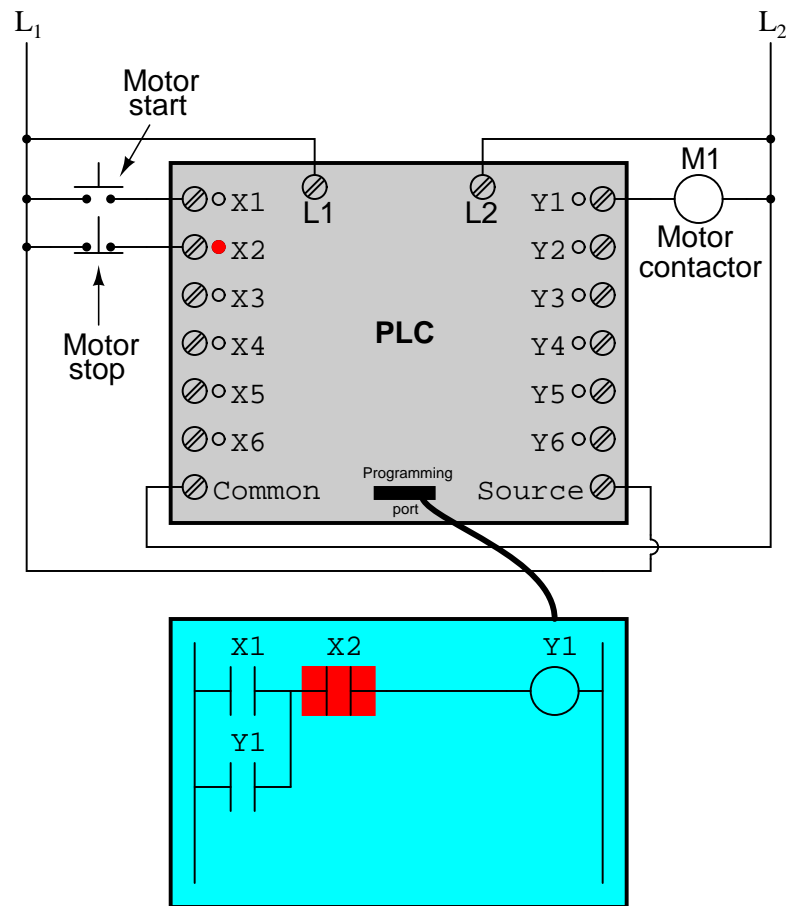 L1 L2
Motor
start
M1
X1 L1 L2 Y1
Motor
contactor
X2 Y2
X3 Y3
Motor
stop
X4 PLC Y4
X5 Y5
X6 Y6
Common Programming
port
Source
X1 X2 Y1
Y1